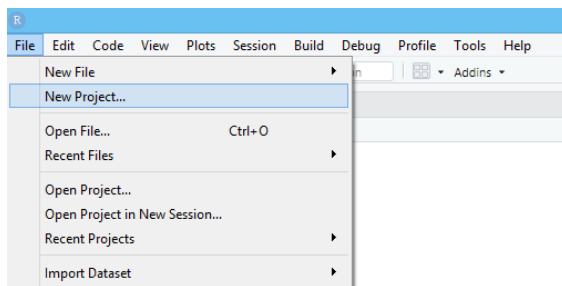 R
File Edit Code View Plots Session Build Debug Profile Tools Help
New File
in Addins
New Project...
Open File... Ctrl+O
Recent Files
Open Project...
Open Project in New Session...
Recent Projects
Import Dataset